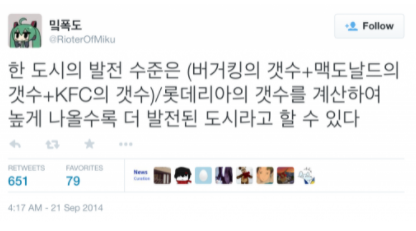 밐폭도
@RioterOfMiku
Follow
한 도시의 발전 수준은 (버거킹의 갯수+맥도날드의
갯수+KFC의 갯수)/롯데리아의 갯수를 계산하여
높게 나올수록 더 발전된 도시라고 할 수 있다
RETWEETS
FAVORITES
651
79
News
4:17 AM - 21 Sep 2014